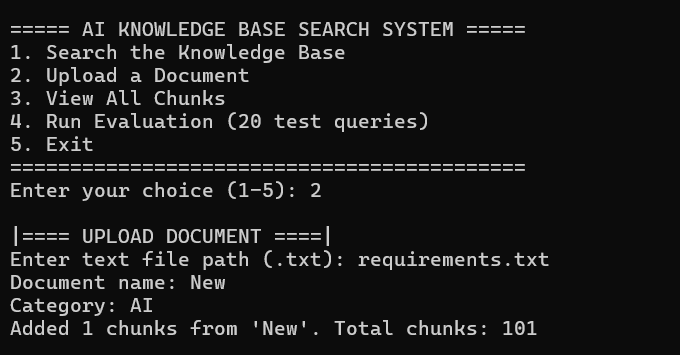 ===== AI KNOWLEDGE BASE SEARCH SYSTEM =====
1. Search the Knowledge Base
2. Upload a Document
3. View All Chunks
4. Run Evaluation (20 test queries)
5. Exit
===========================================
Enter your choice (1-5): 2
|==== UPLOAD DOCUMENT ====|
Enter text file path (.txt): requirements.txt
Document name: New
Category: AI
Added 1 chunks from 'New'. Total chunks: 101